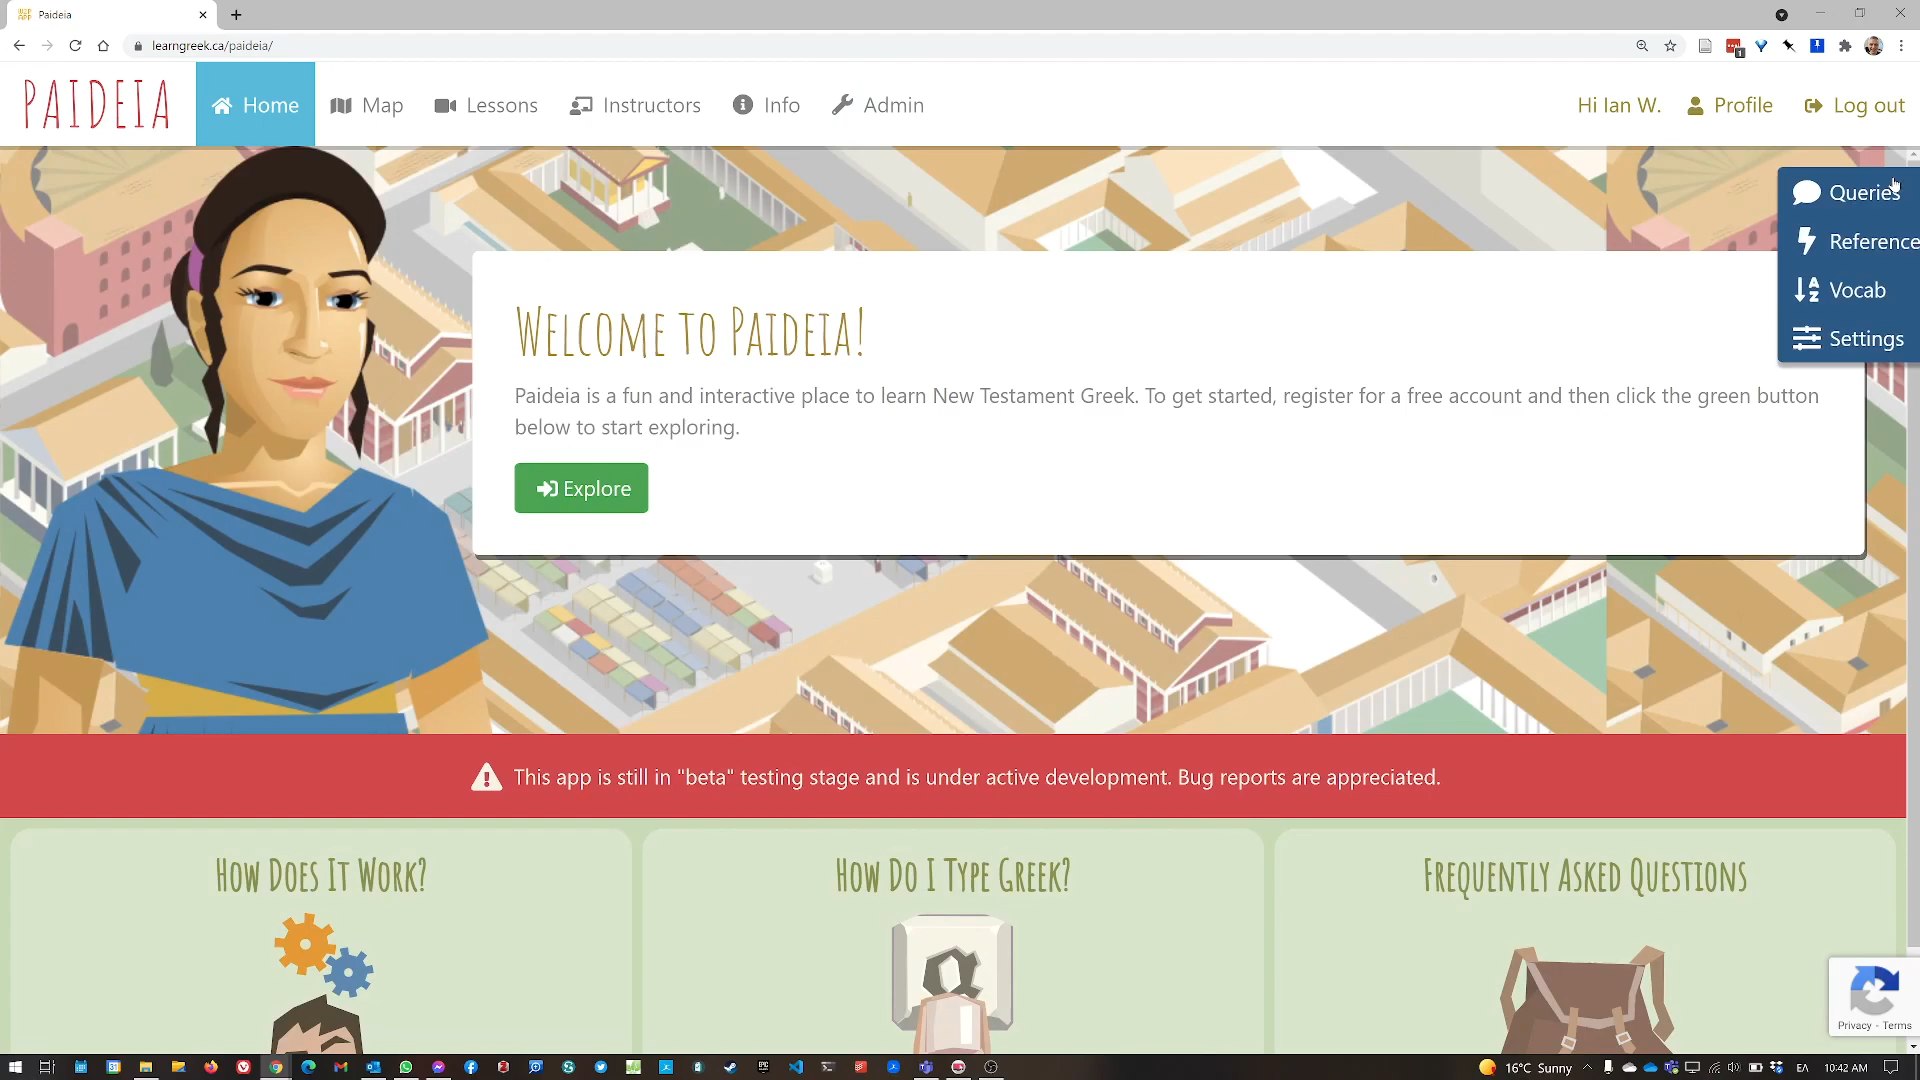 Paideia
learngreek.ca/paideia/
1
PAIDEIA
Home
Map
Lessons
Instructors
Info
Admin
Hi Ian W.
Profile
Log out
Queries
Reference
Vocab
Settings
WELCOME TO PAIDEIA!
Paideia is a fun and interactive place to learn New Testament Greek. To get started, register for a free account and then click the green button
below to start exploring.
Explore
This app is still in "beta" testing stage and is under active development. Bug reports are appreciated.
HOW DOES IT WORK?
HOW DO I TYPE GREEK?
FREQUENTLY ASKED QUESTIONS
α
Privacy - Terms
16°C Sunny
ΕΛ
10:42 AM